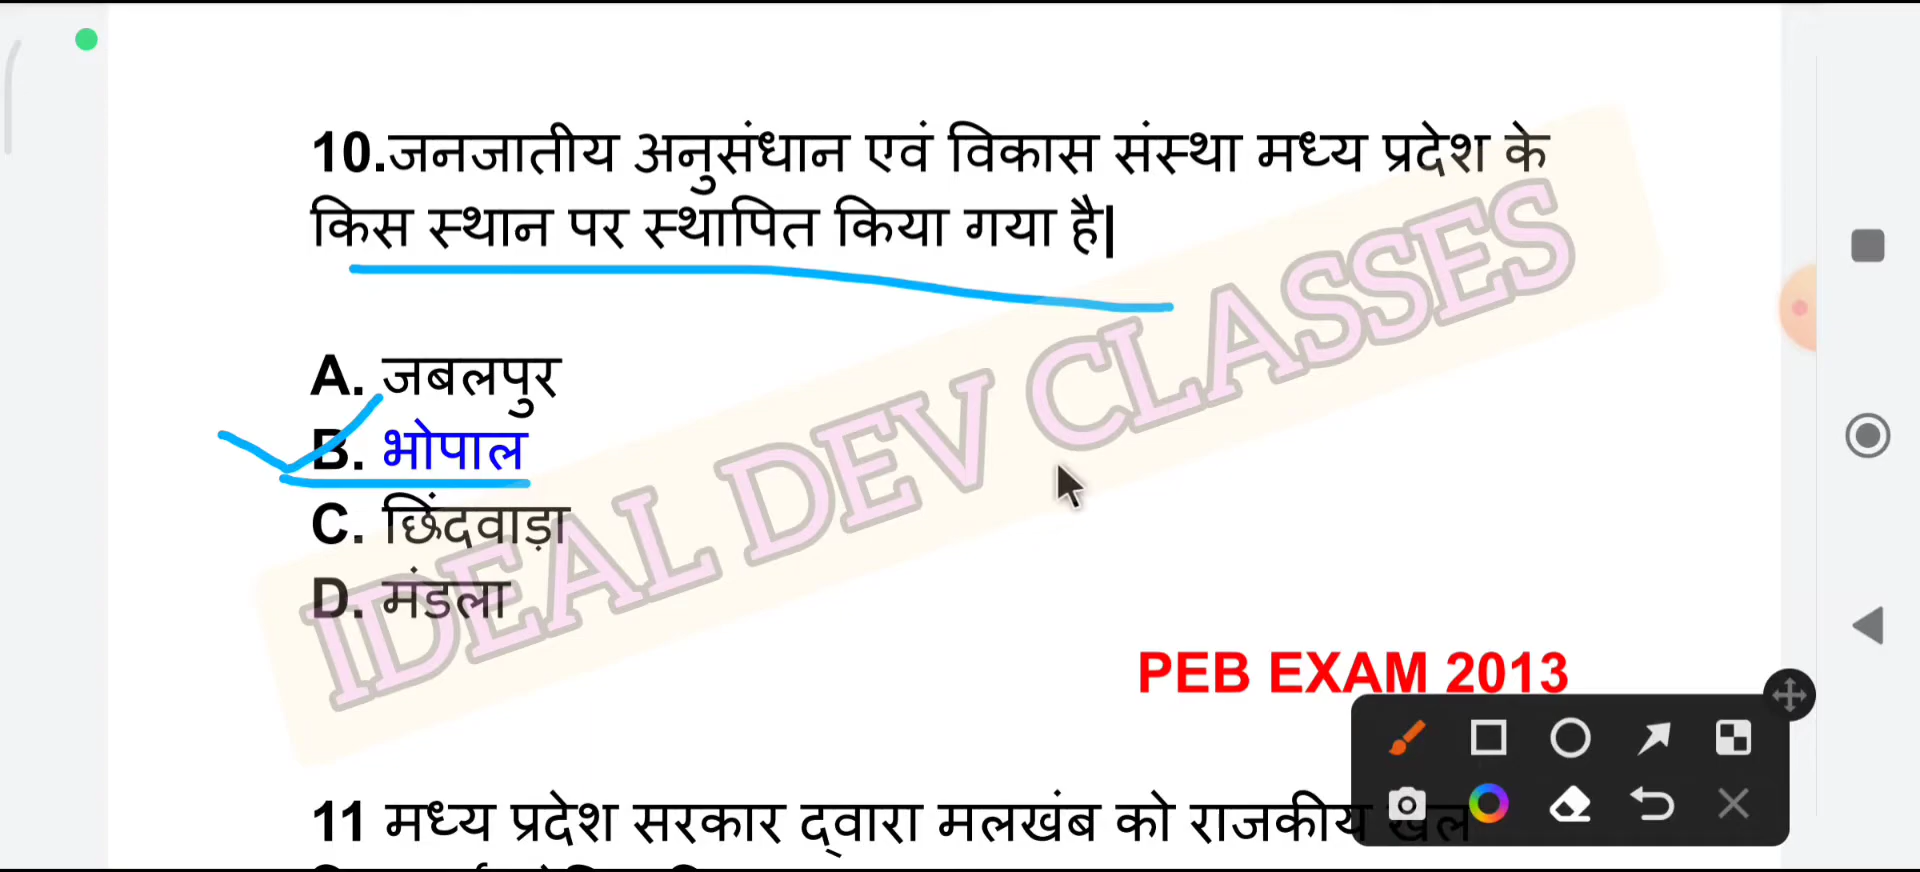 10.जनजातीय अनुसंधान एवं विकास संस्था मध्य प्रदेश के
किस स्थान पर स्थापित किया गया है|
A. जबलपुर
B. भोपाल
C. छिंदवाड़ा
D. मंडला
IDEAL DEV CLASSES
PEB EXAM 2013
11 मध्य प्रदेश सरकार द्वारा मलखंब को राजकीय खेल